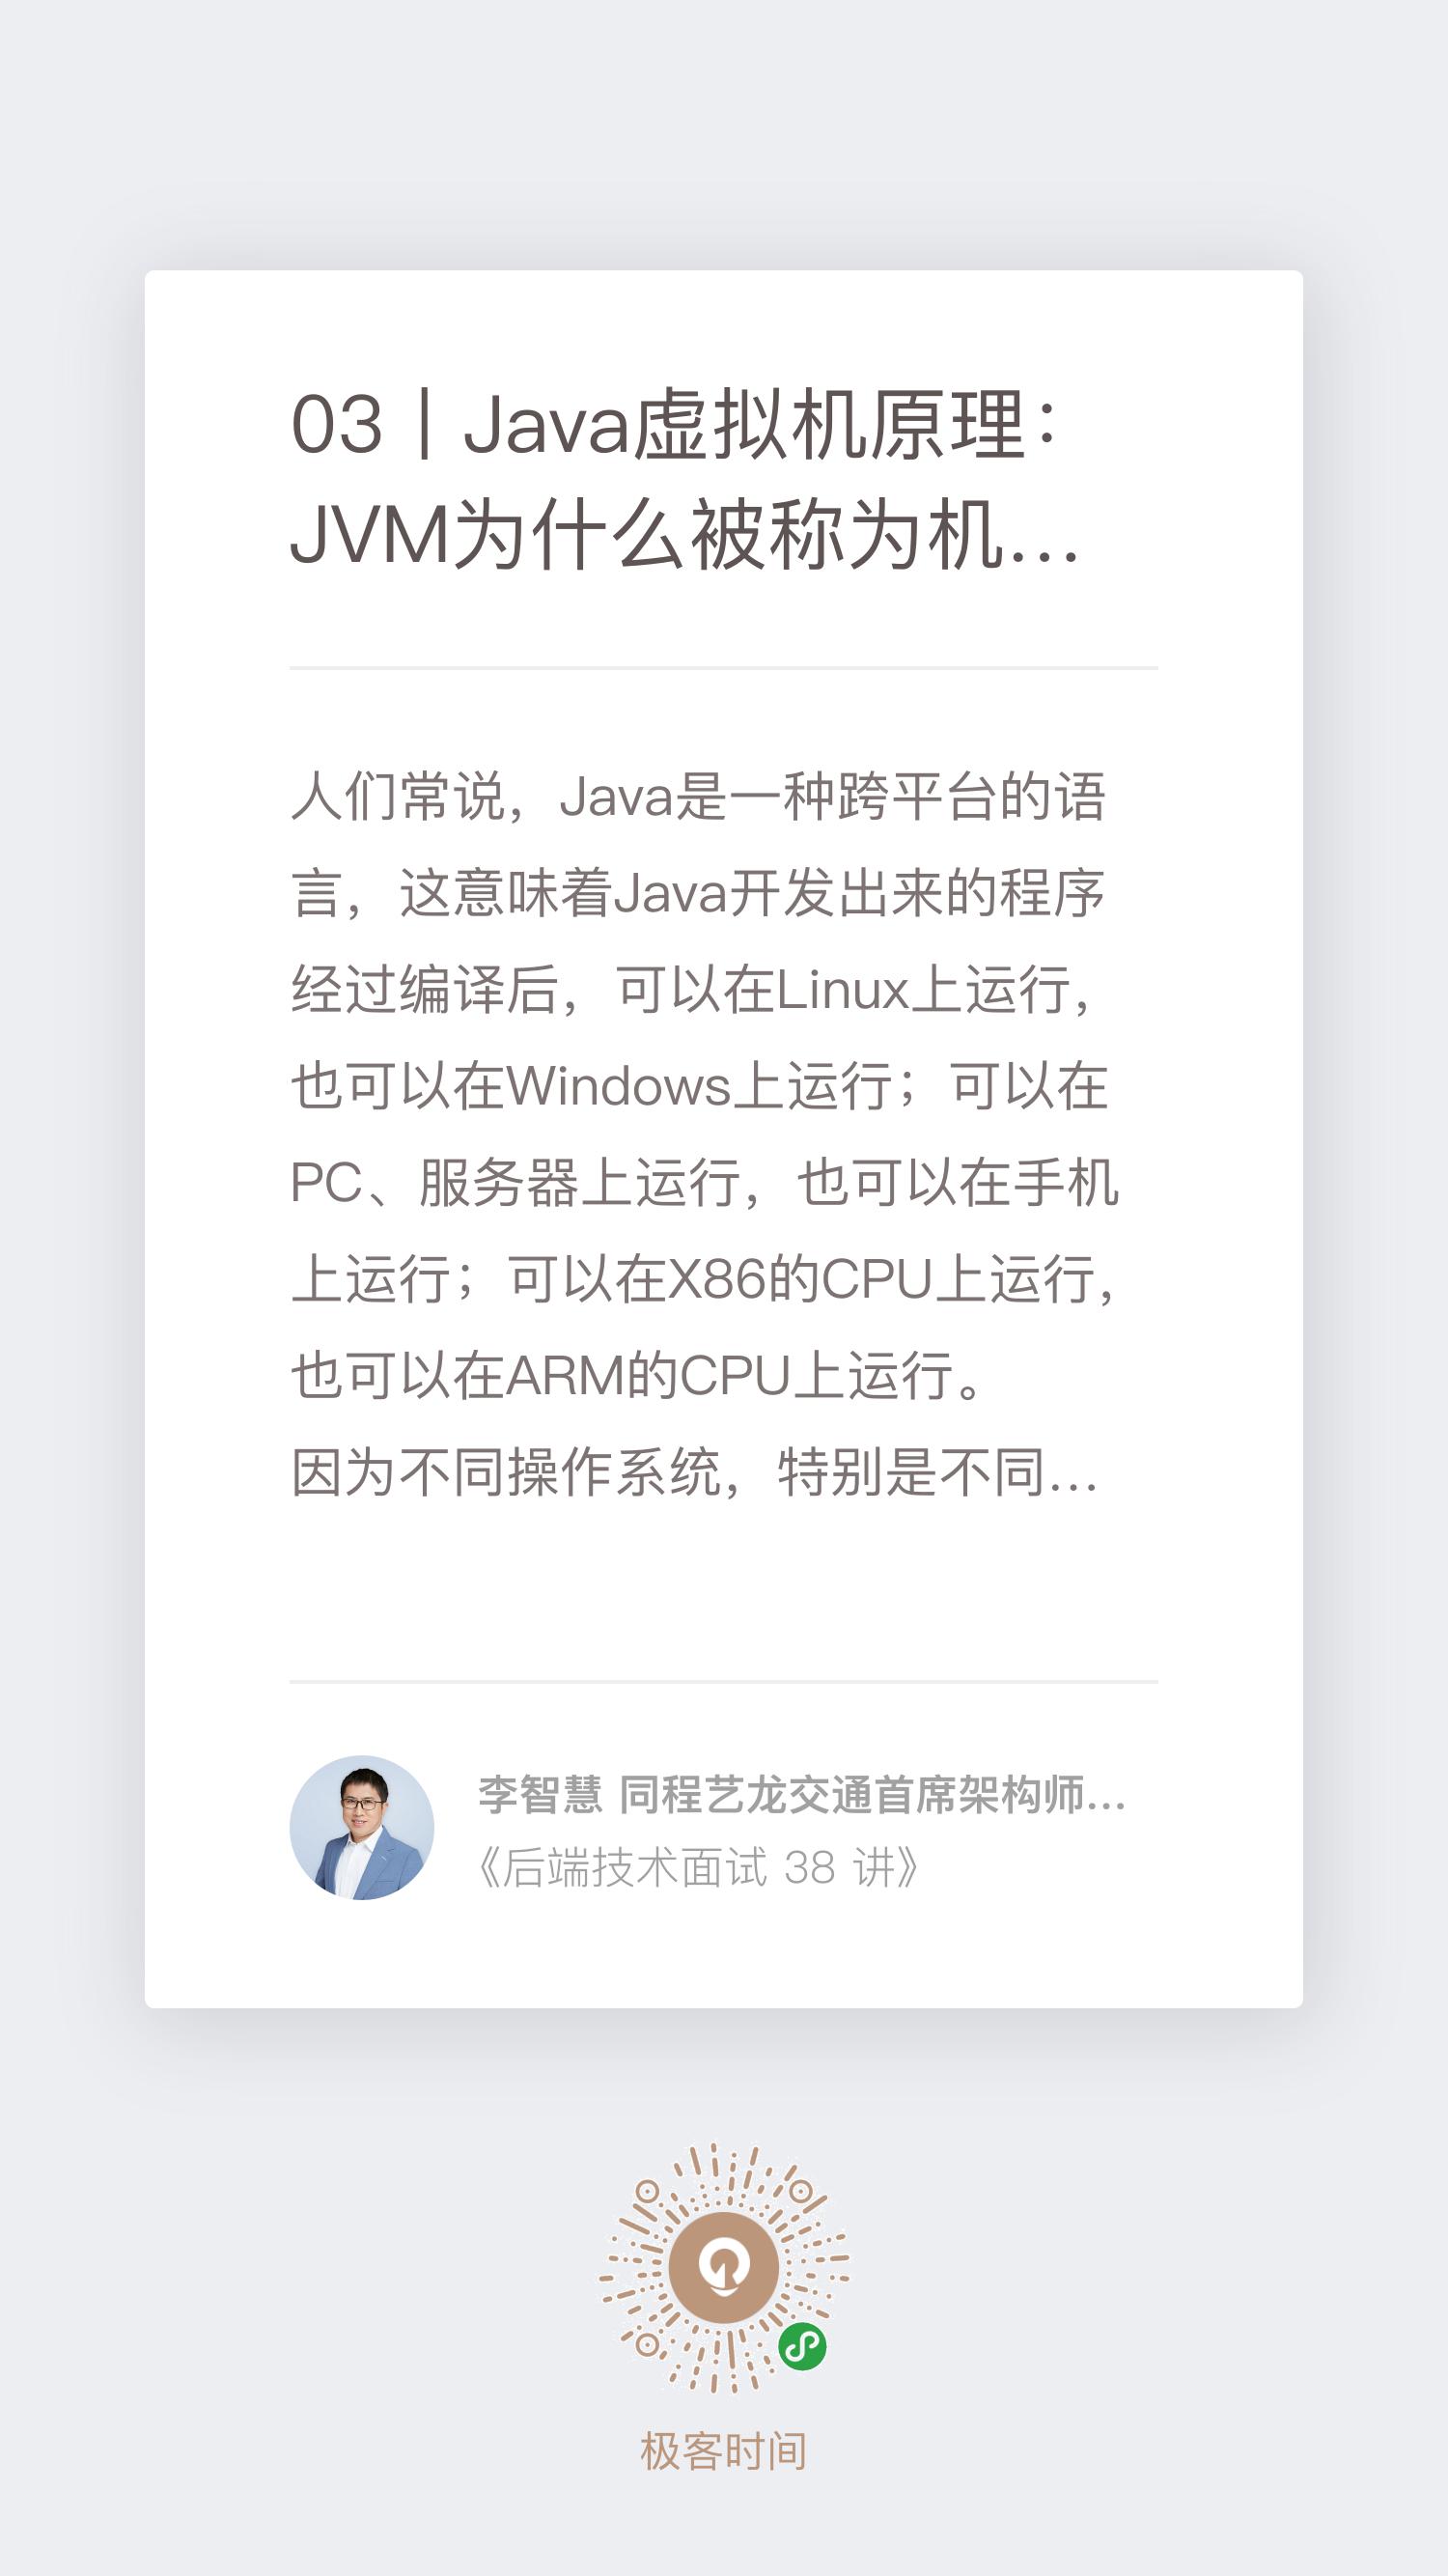 03 | Java虚拟机原理：
JVM为什么被称为机...
人们常说，Java是一种跨平台的语
言，这意味着Java开发出来的程序
经过编译后，可以在Linux上运行，
也可以在Windows上运行；可以在
PC、服务器上运行，也可以在手机
上运行；可以在X86的CPU上运行，
也可以在ARM的CPU上运行。
因为不同操作系统，特别是不同...
李智慧 同程艺龙交通首席架构师...
《后端技术面试 38 讲》
极客时间